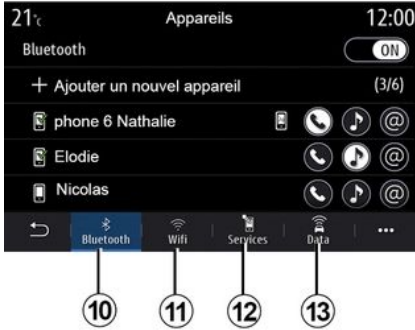 21°c Appareils 12:00
Bluetooth ON
+ Ajouter un nouvel appareil (3/6)
phone 6 Nathalie @
Elodie @
Nicolas @
Bluetooth Wifi Services Data •••
10 11 12 13